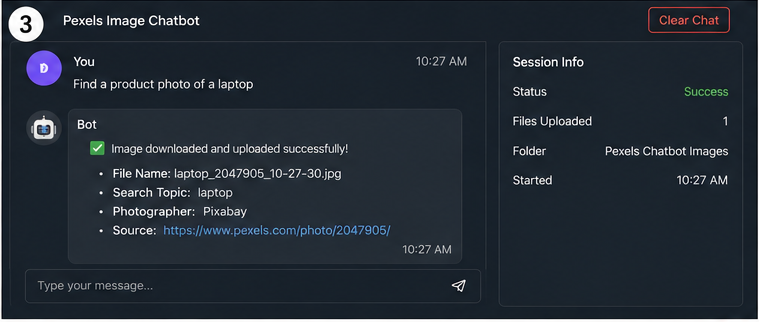 3
Pexels Image Chatbot
Clear Chat
D
You
10:27 AM
Find a product photo of a laptop
Bot
Image downloaded and uploaded successfully!
• File Name: laptop_2047905_10-27-30.jpg
• Search Topic: laptop
• Photographer: Pixabay
• Source: https://www.pexels.com/photo/2047905/
10:27 AM
Type your message...
Session Info
Status Success
Files Uploaded 1
Folder Pexels Chatbot Images
Started 10:27 AM